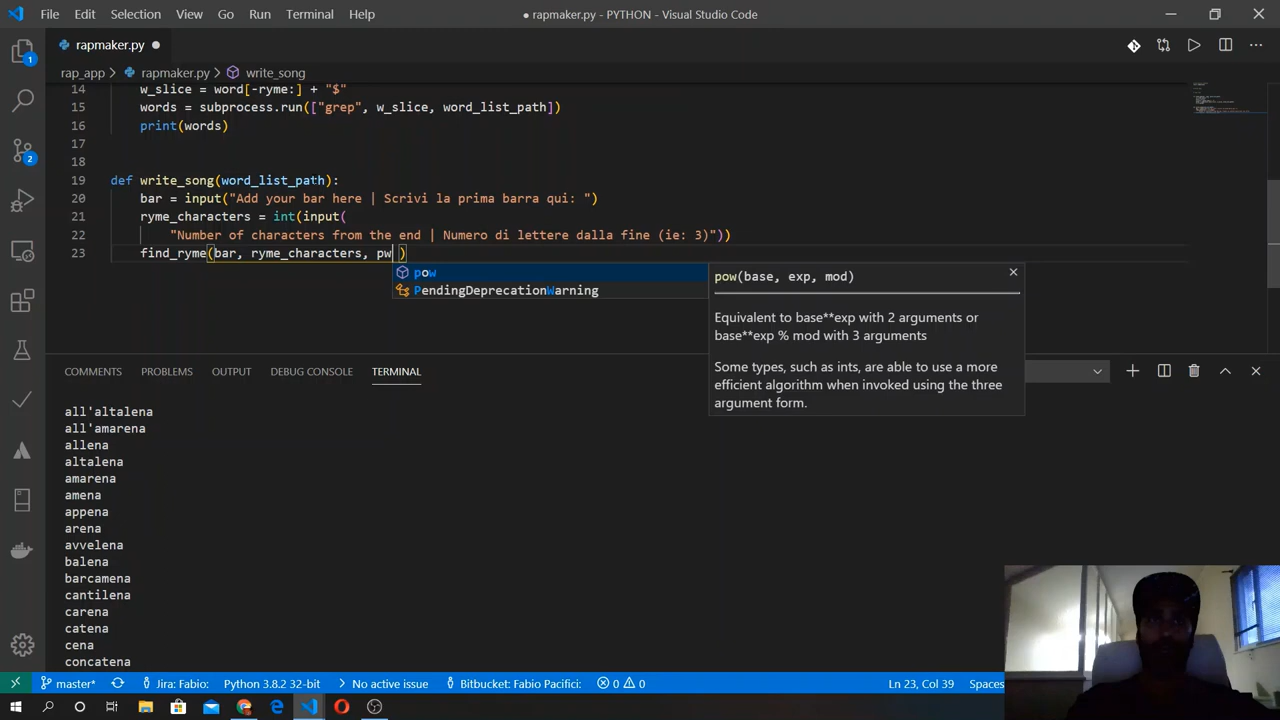 File Edit Selection View Go Run Terminal Help
● rapmaker.py - PYTHON - Visual Studio Code
rapmaker.py ●
rap_app > rapmaker.py > write_song
14 w_slice = word[-ryme:] + "$"
15 words = subprocess.run(["grep", w_slice, word_list_path])
16 print(words)
17
18
19 def write_song(word_list_path):
20 bar = input("Add your bar here | Scrivi la prima barra qui: ")
21 ryme_characters = int(input(
22 "Number of characters from the end | Numero di lettere dalla fine (ie: 3)"))
23 find_ryme(bar, ryme_characters, pw )
pow
PendingDeprecationWarning
pow(base, exp, mod)
Equivalent to base**exp with 2 arguments or
base**exp % mod with 3 arguments
Some types, such as ints, are able to use a more
efficient algorithm when invoked using the three
argument form.
1
2
COMMENTS PROBLEMS OUTPUT DEBUG CONSOLE TERMINAL
all'altalena
all'amarena
allena
altalena
amarena
amena
appena
arena
avvelena
balena
barcamena
cantilena
carena
catena
cena
concatena
master* Jira: Fabio: Python 3.8.2 32-bit No active issue Bitbucket: Fabio Pacifici: 0 0 Ln 23, Col 39 Spaces